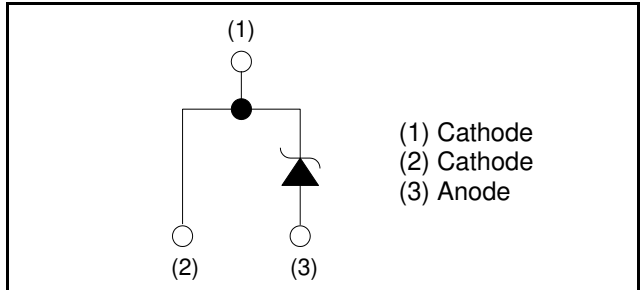 (1)
(1) Cathode
(2) Cathode
(3) Anode
(2) (3)